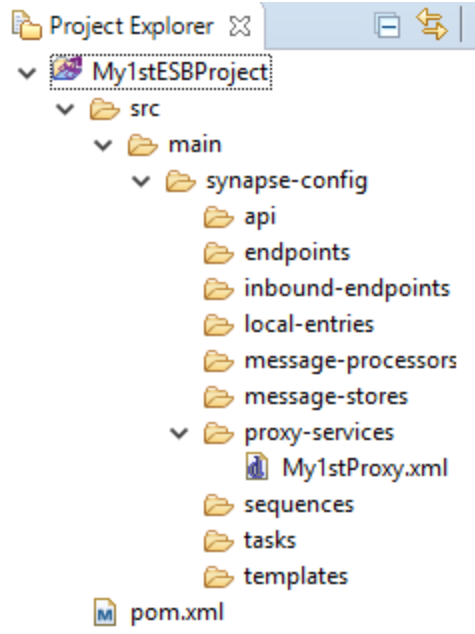 Project Explorer
My1stESBProject
src
main
synapse-config
api
endpoints
inbound-endpoints
local-entries
message-processors
message-stores
proxy-services
My1stProxy.xml
sequences
tasks
templates
pom.xml